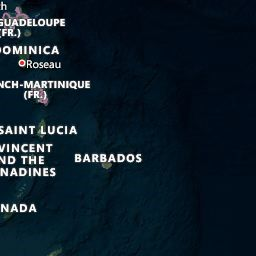 h
GUADELOUPE
(FR.)
DOMINICA
Roseau
NCH-MARTINIQUE
(FR.)
SAINT LUCIA
VINCENT
ND THE
NADINES
BARBADOS
NADA